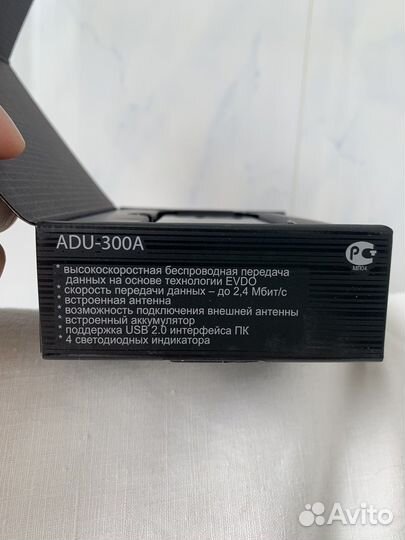 ADU-300A
* высокоскоростная беспроводная передача
данных на основе технологии EVDO
* скорость передачи данных – до 2,4 Мбит/с
* встроенная антенна
* возможность подключения внешней антенны
* встроенный аккумулятор
* поддержка USB 2.0 интерфейса ПК
* 4 светодиодных индикатора
РС
МП04
Avito